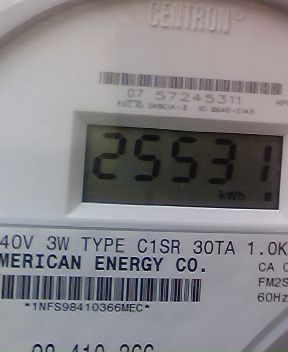 CENTRON
07 57245311
25531
kWh
40V 3W TYPE C1SR 30TA 1.0K
MERICAN ENERGY CO.
CA 0
FM2S
60Hz
*1NFS98410366MEC*